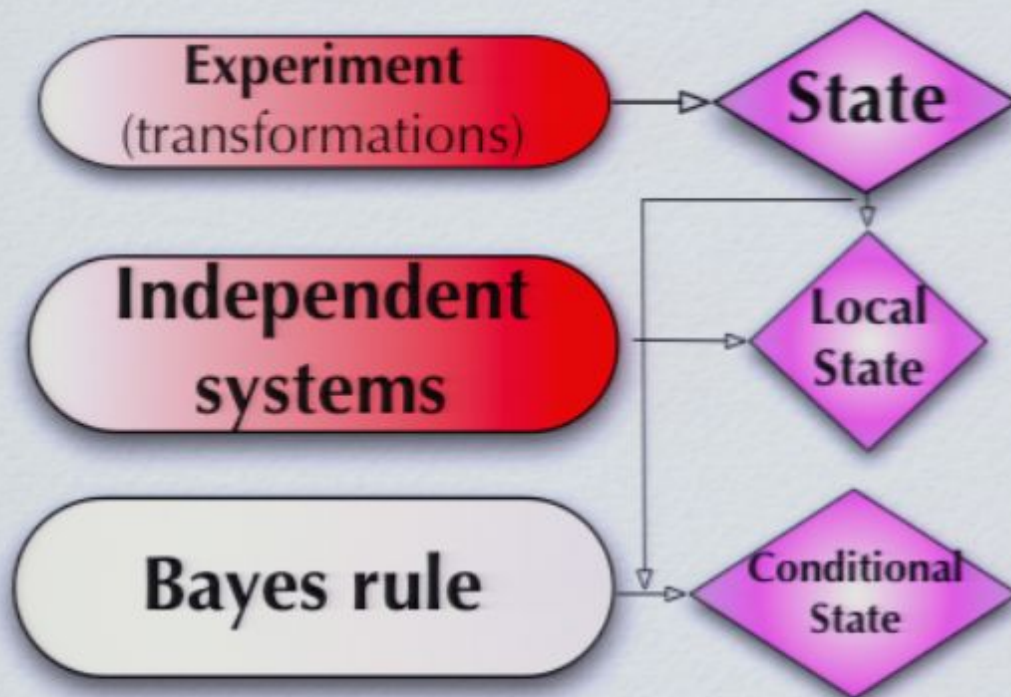 Experiment
(transformations)
State
Independent
systems
Local
State
Bayes rule
Conditional
State